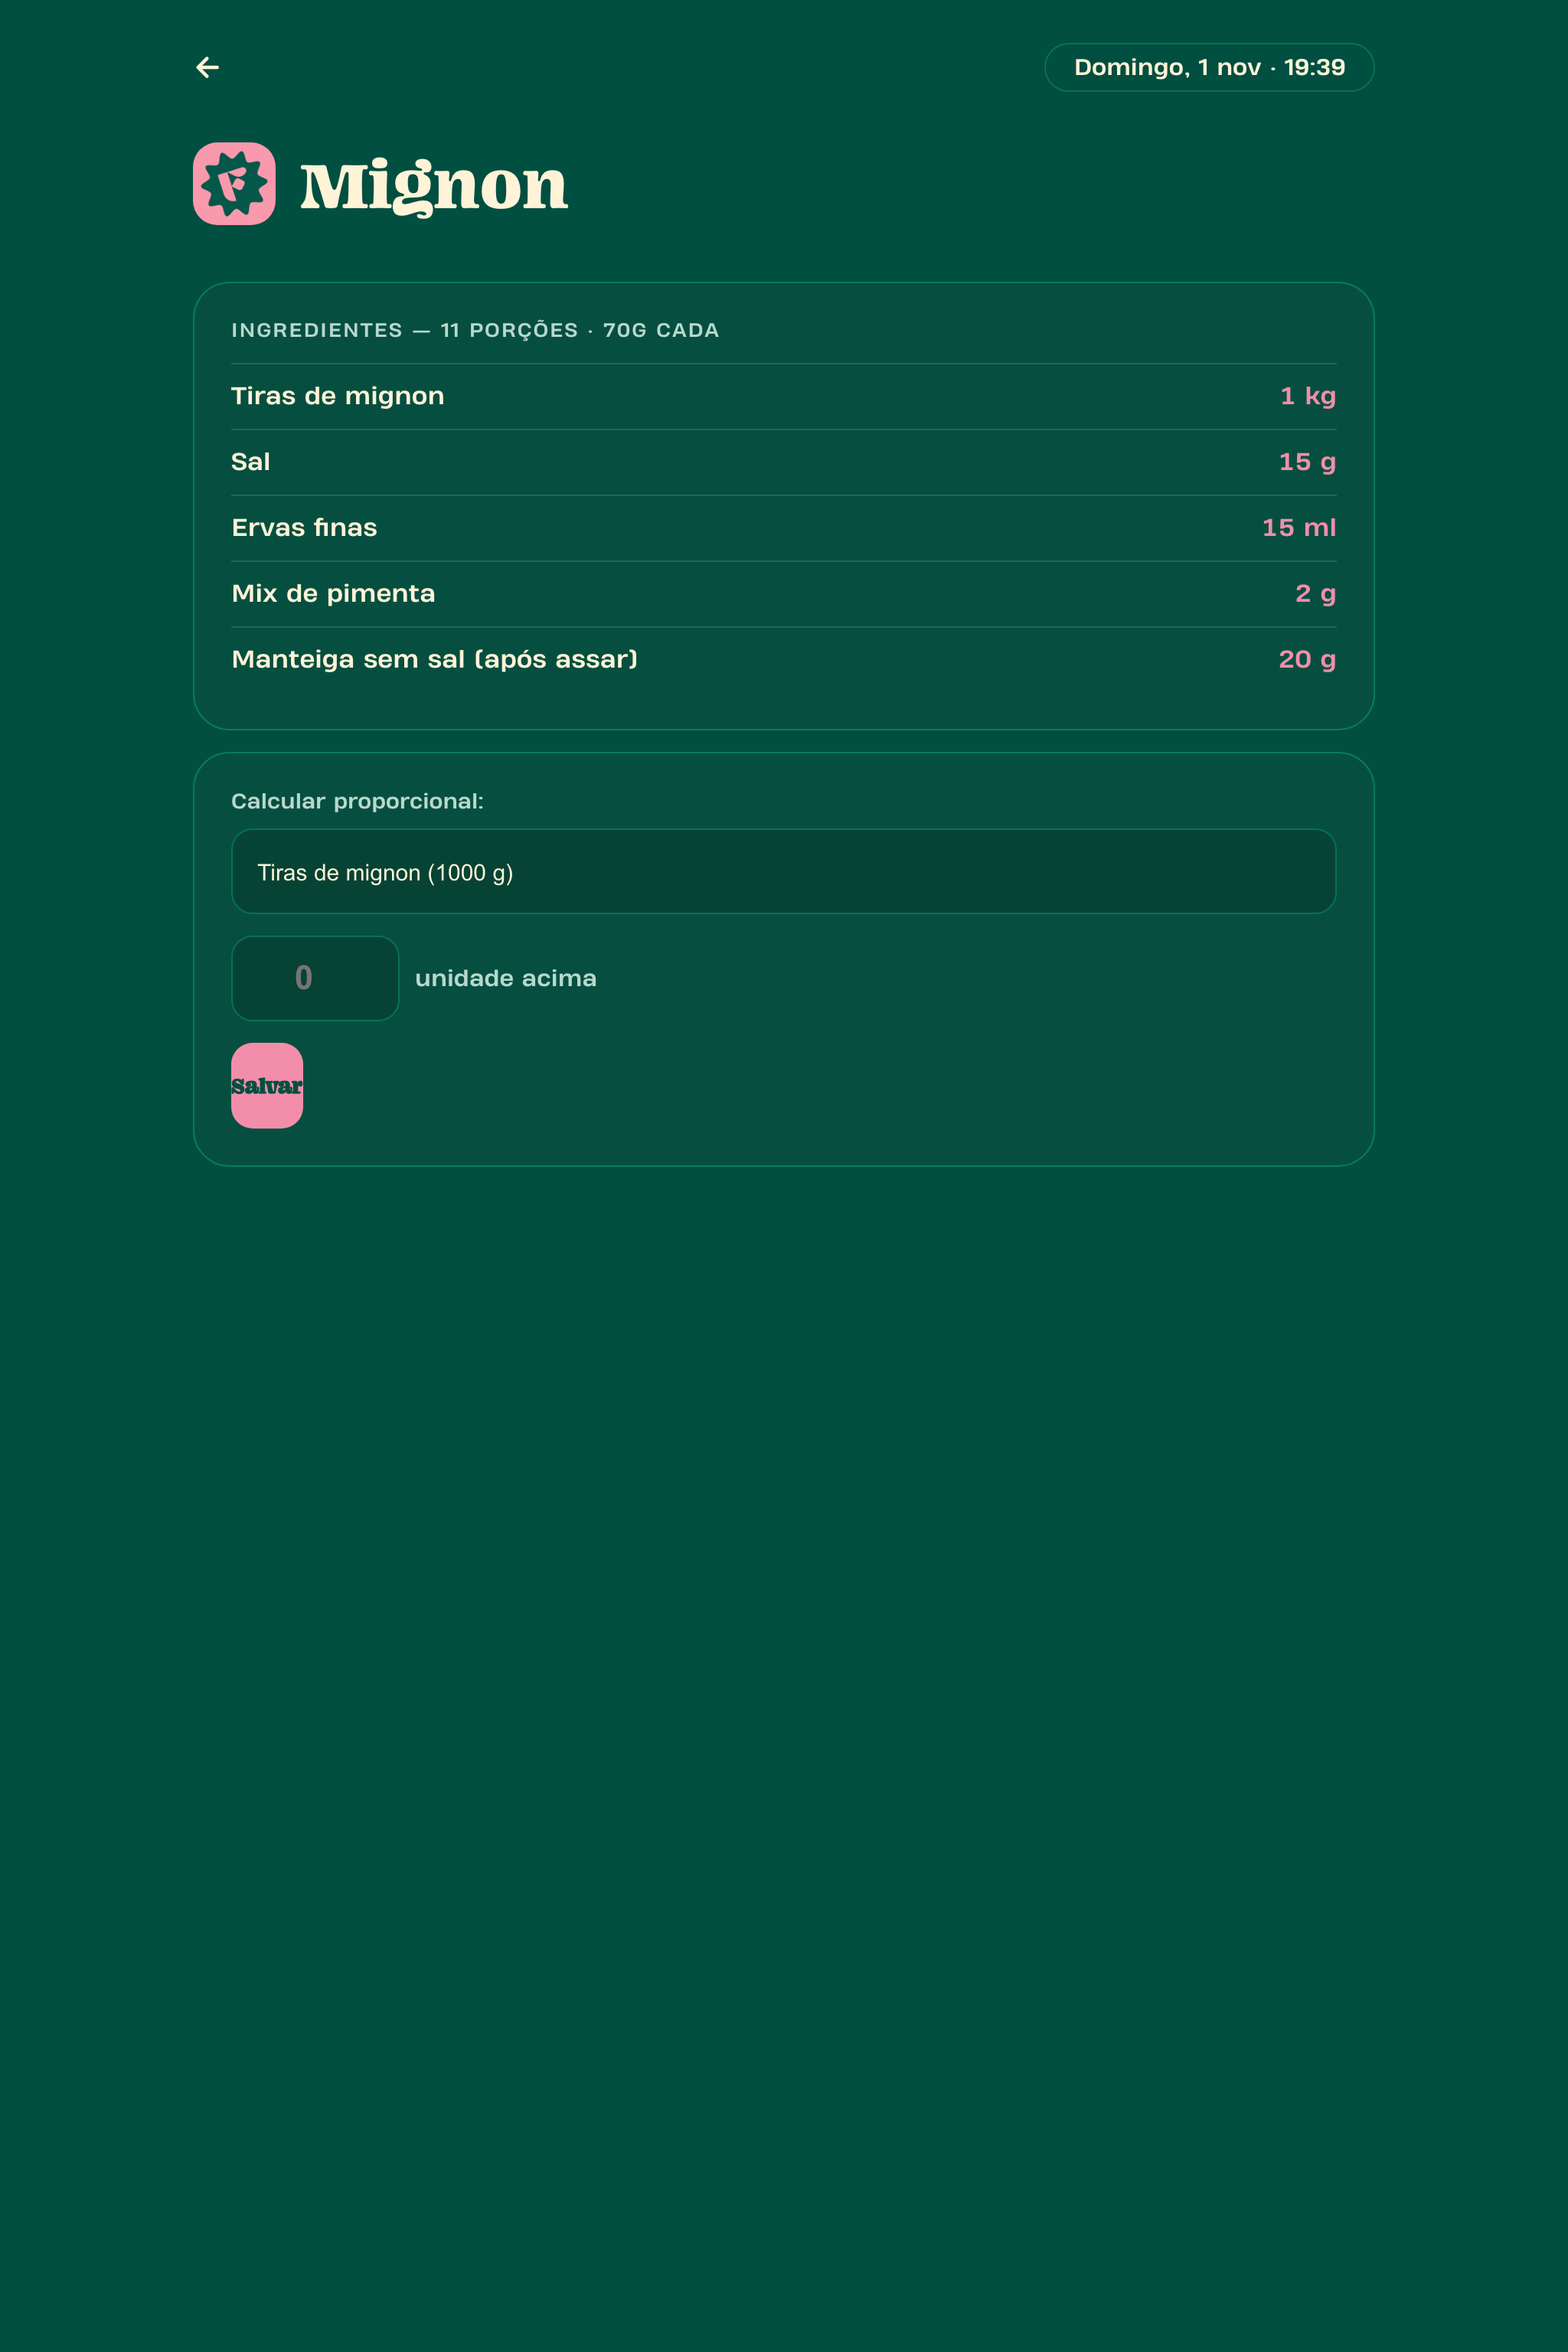 Domingo, 1 nov · 19:39
Mignon
INGREDIENTES — 11 PORÇÕES · 70G CADA
Tiras de mignon 1 kg
Sal 15 g
Ervas finas 15 ml
Mix de pimenta 2 g
Manteiga sem sal (após assar) 20 g
Calcular proporcional:
Tiras de mignon (1000 g)
0 unidade acima
Salvar